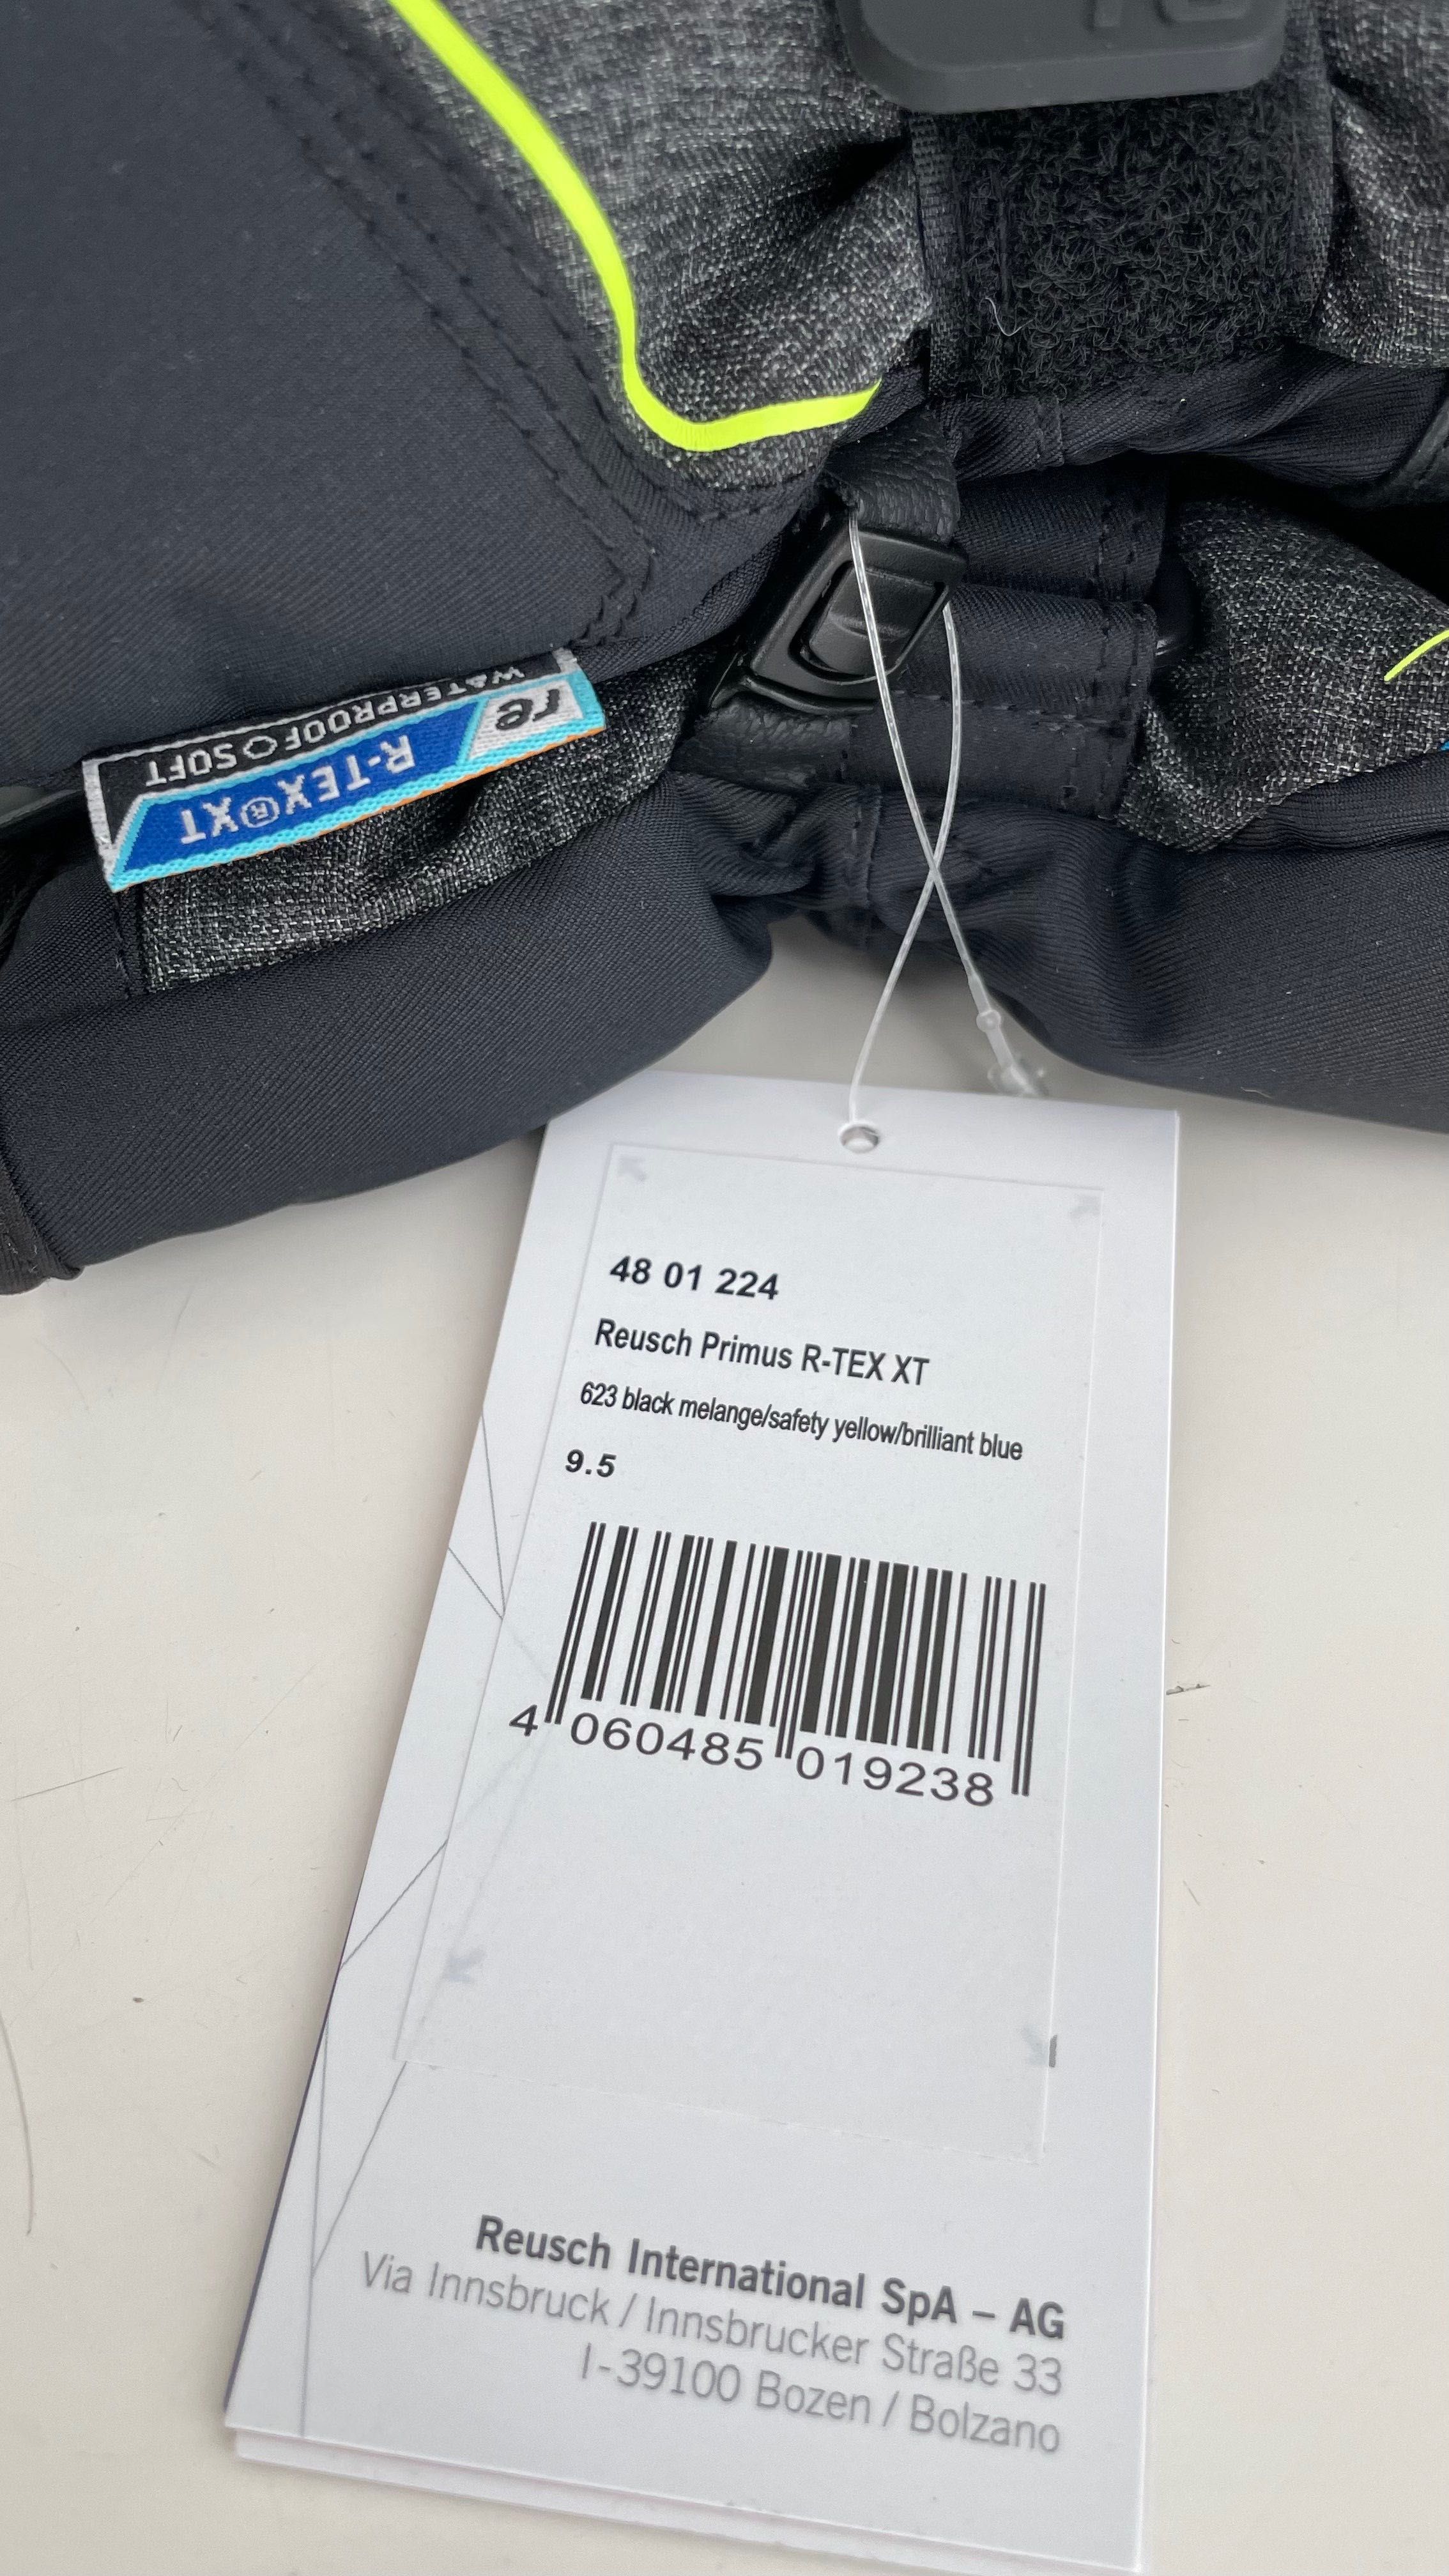 re
R-TEX®XT
WATERPROOF SOFT
48 01 224
Reusch Primus R-TEX XT
623 black melange/safety yellow/brilliant blue
9.5
4 060485 019238
Reusch International SpA – AG
Via Innsbruck / Innsbrucker Straße 33
I-39100 Bozen / Bolzano